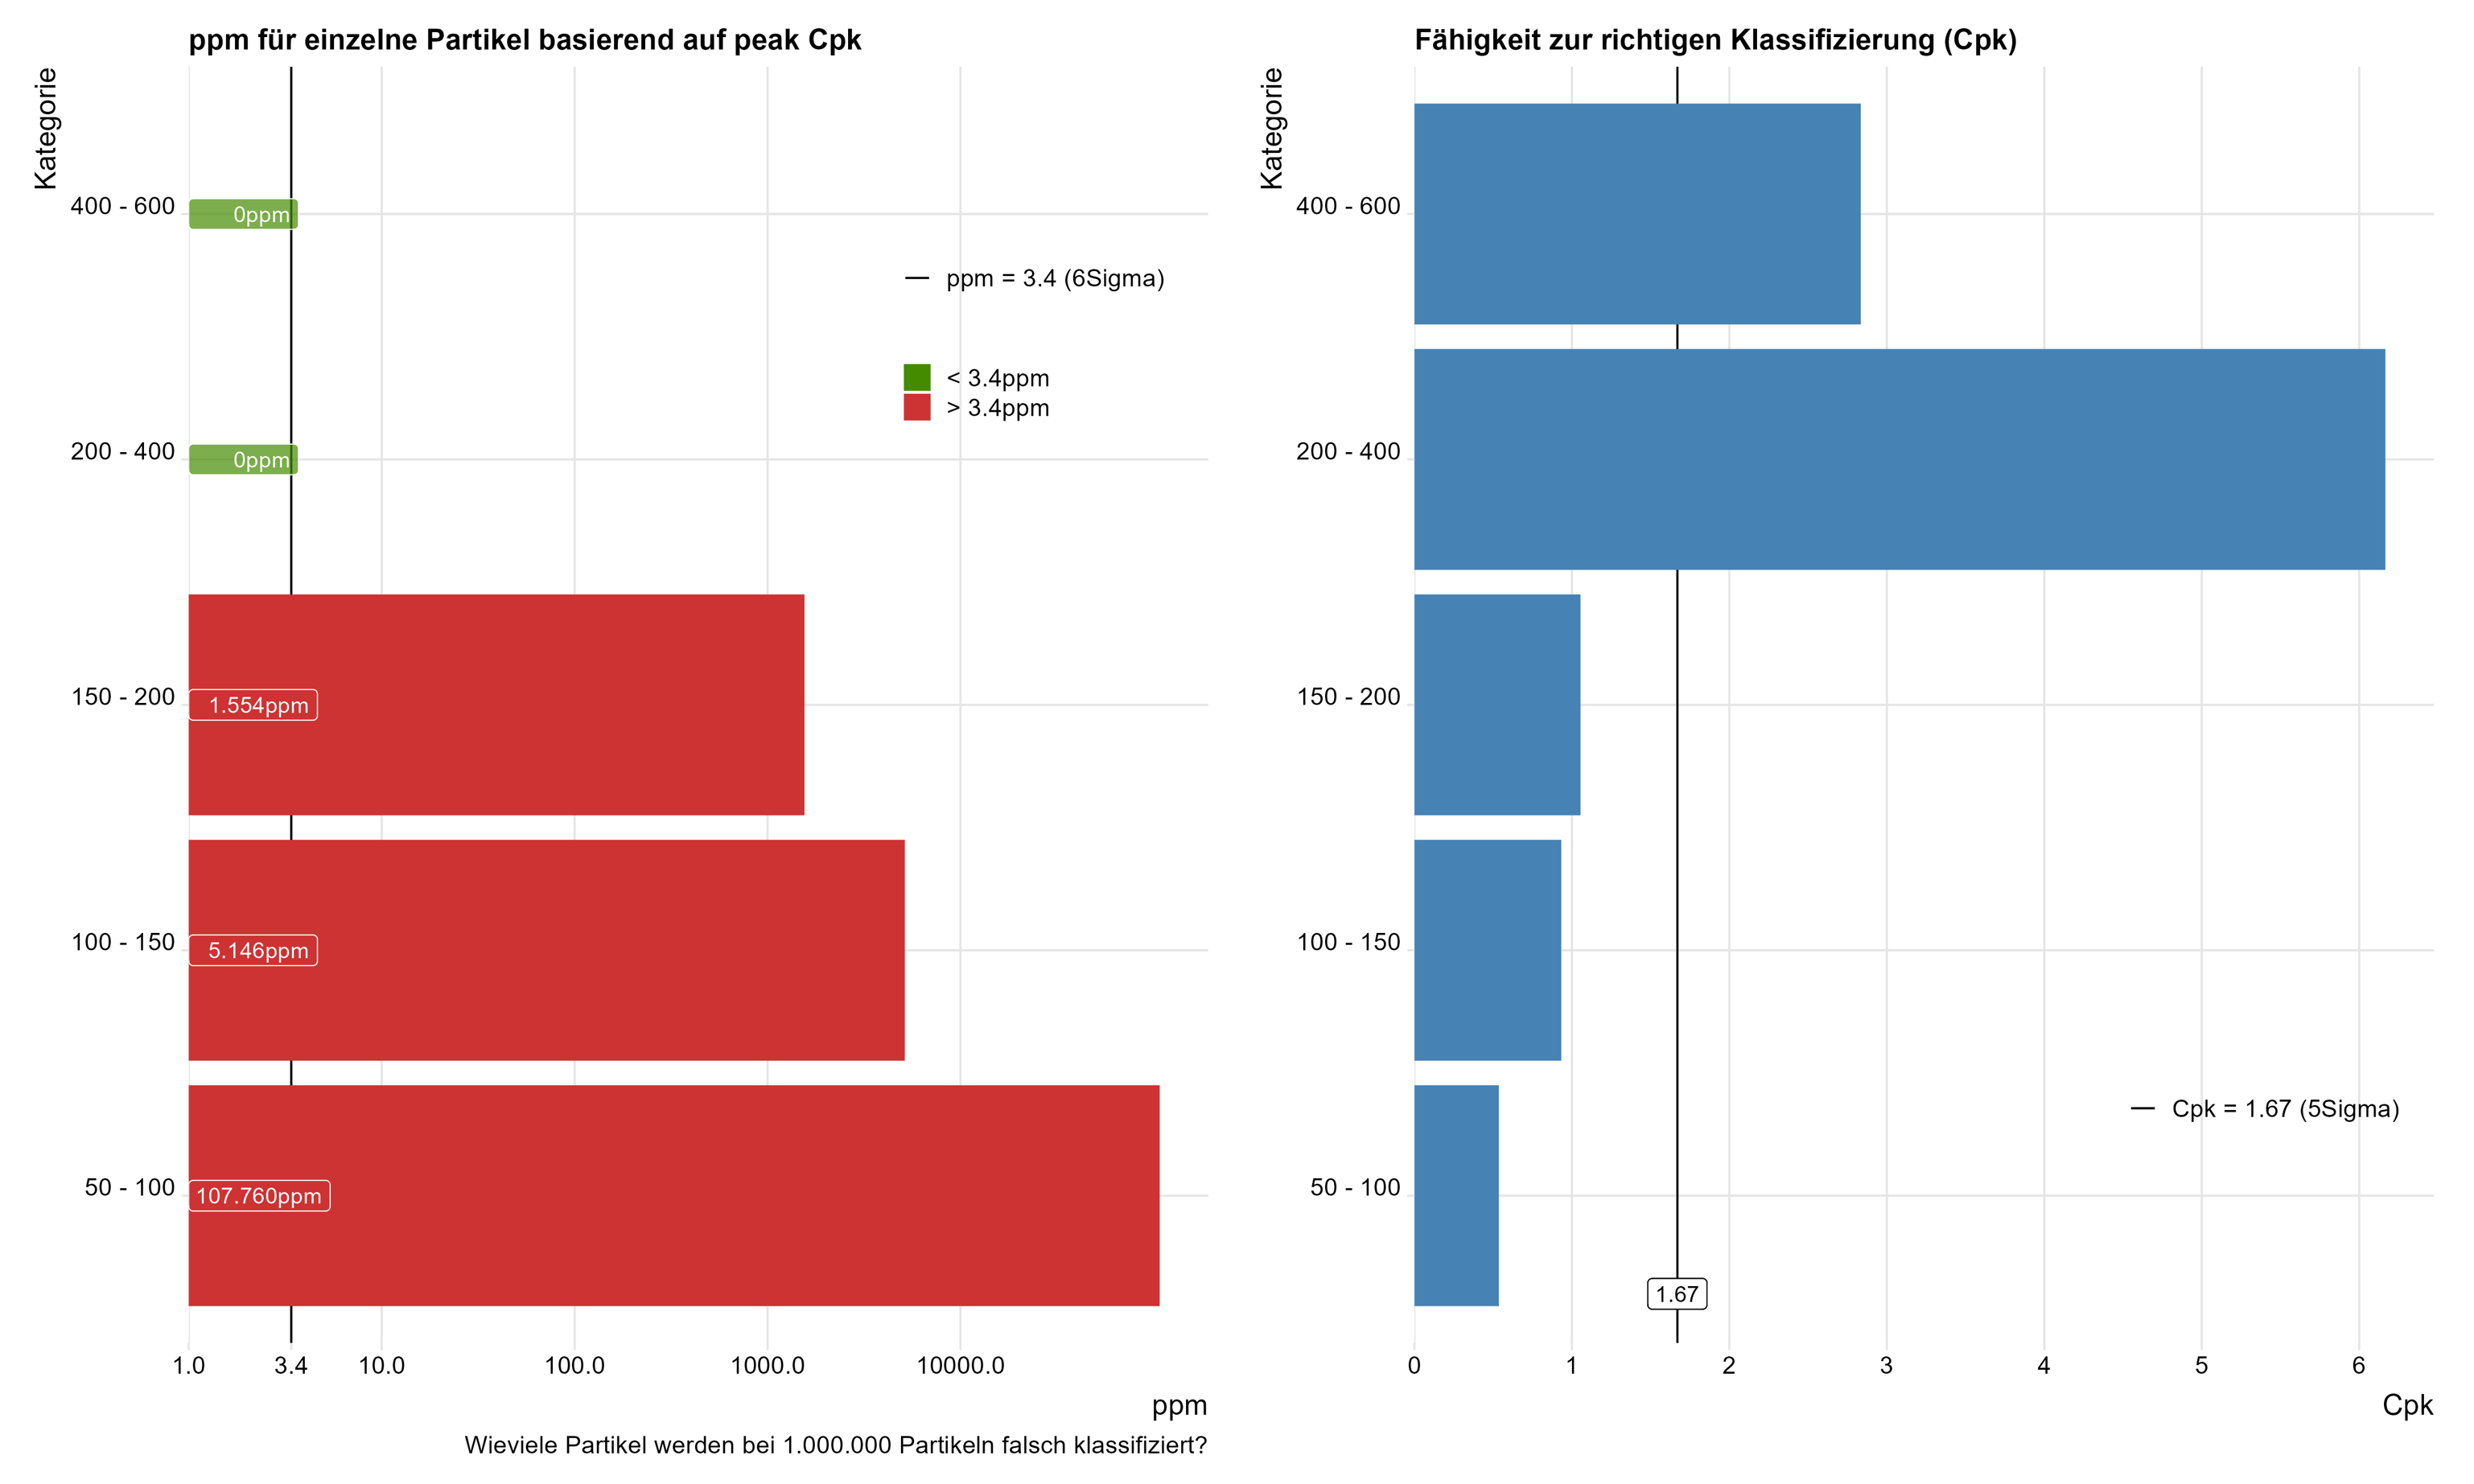 ppm für einzelne Partikel basierend auf peak Cpk
Kategorie
400 - 600
0ppm
ppm = 3.4 (6Sigma)
< 3.4ppm
> 3.4ppm
200 - 400
0ppm
150 - 200
1.554ppm
100 - 150
5.146ppm
50 - 100
107.760ppm
1.0 3.4 10.0 100.0 1000.0 10000.0
ppm
Wieviele Partikel werden bei 1.000.000 Partikeln falsch klassifiziert?
Fähigkeit zur richtigen Klassifizierung (Cpk)
Kategorie
400 - 600
200 - 400
150 - 200
100 - 150
Cpk = 1.67 (5Sigma)
50 - 100
1.67
0 1 2 3 4 5 6
Cpk